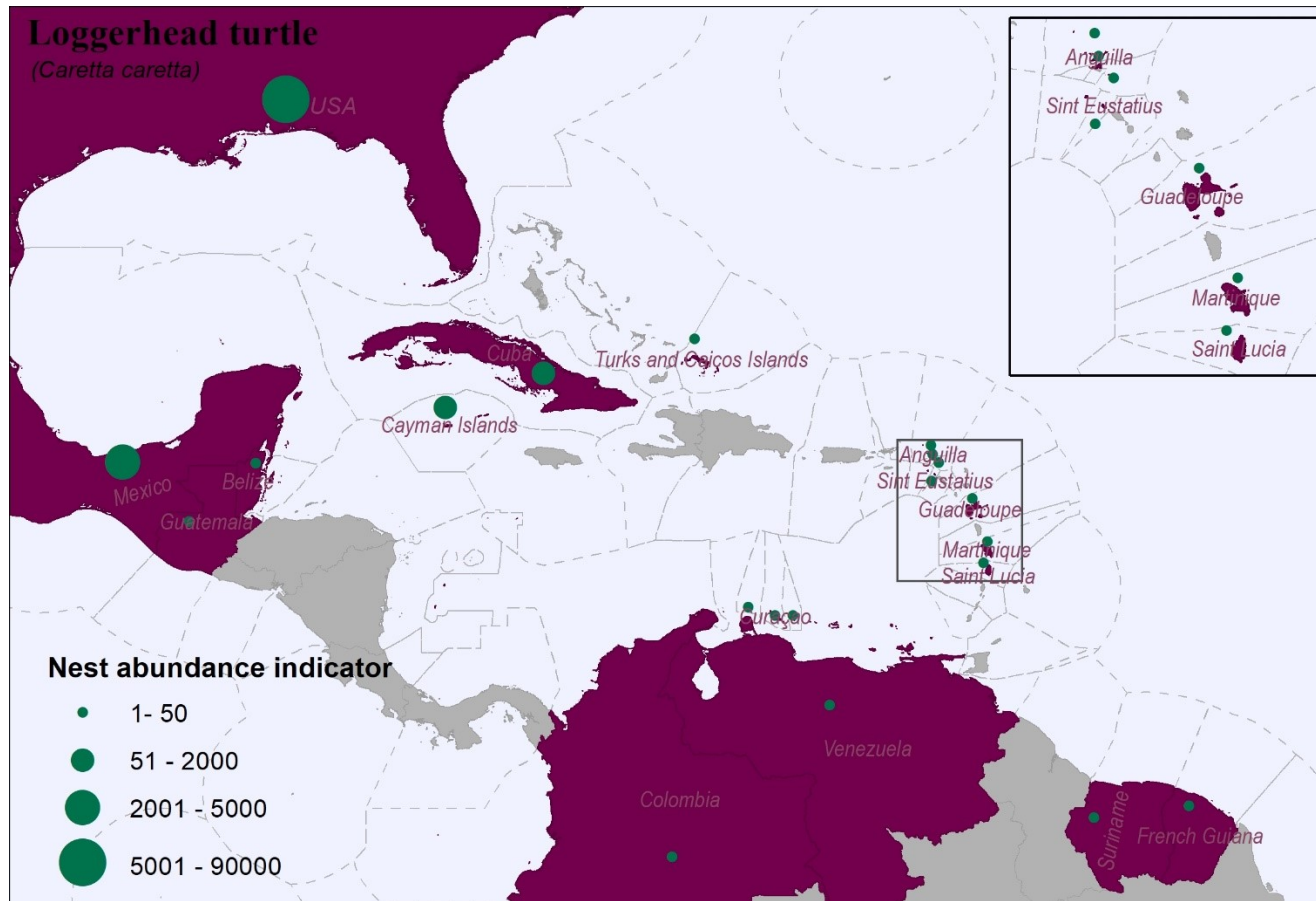 Loggerhead turtle
(Caretta caretta)
USA
Anguilla
Sint Eustatius
Guadeloupe
Martinique
Saint Lucia
Cuba
Turks and Caicos Islands
Cayman Islands
Mexico
Belize
Guatemala
Anguilla
Sint Eustatius
Guadeloupe
Martinique
Saint Lucia
Curaçao
Venezuela
Colombia
Suriname
French Guiana
Nest abundance indicator
1- 50
51 - 2000
2001 - 5000
5001 - 90000